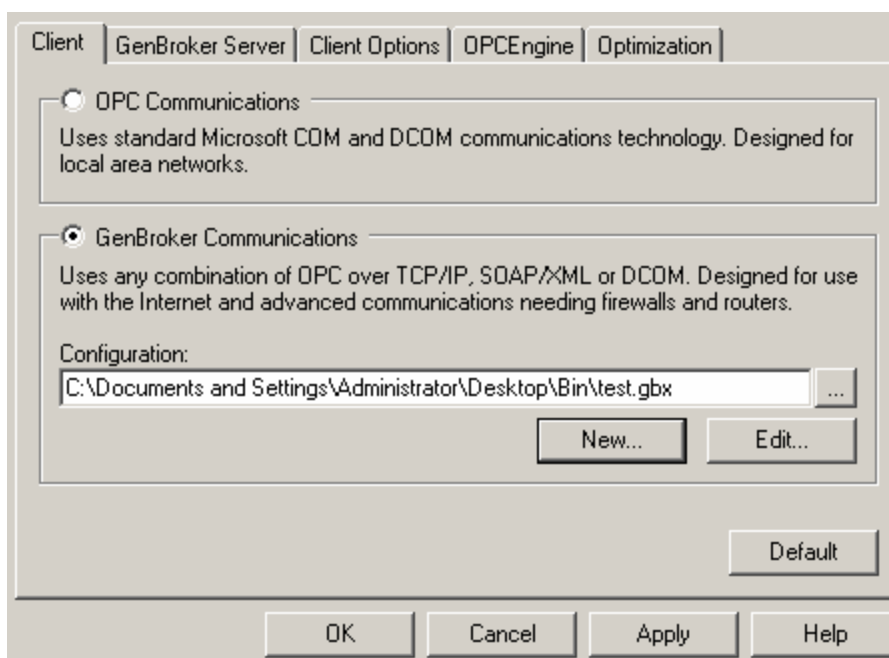 Client GenBroker Server Client Options OPCEngine Optimization
OPC Communications
Uses standard Microsoft COM and DCOM communications technology. Designed for
local area networks.
GenBroker Communications
Uses any combination of OPC over TCP/IP, SOAP/XML or DCOM. Designed for use
with the Internet and advanced communications needing firewalls and routers.
Configuration:
C:\Documents and Settings\Administrator\Desktop\Bin\test.gbx ...
New... Edit...
Default
OK Cancel Apply Help